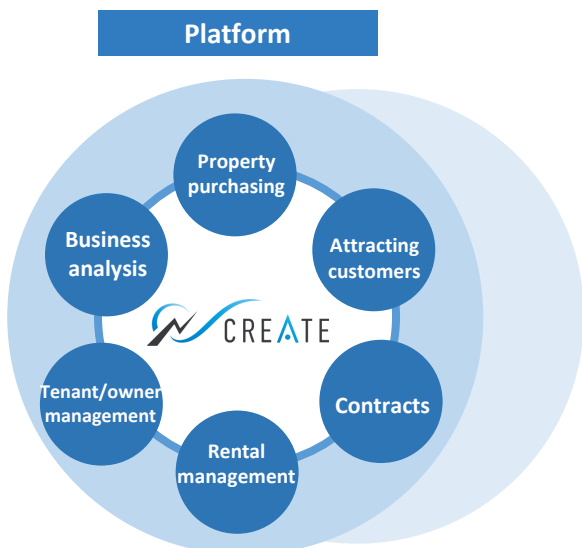 Platform
Property
purchasing
Attracting
customers
Contracts
Rental
management
Tenant/owner
management
Business
analysis
CREATE